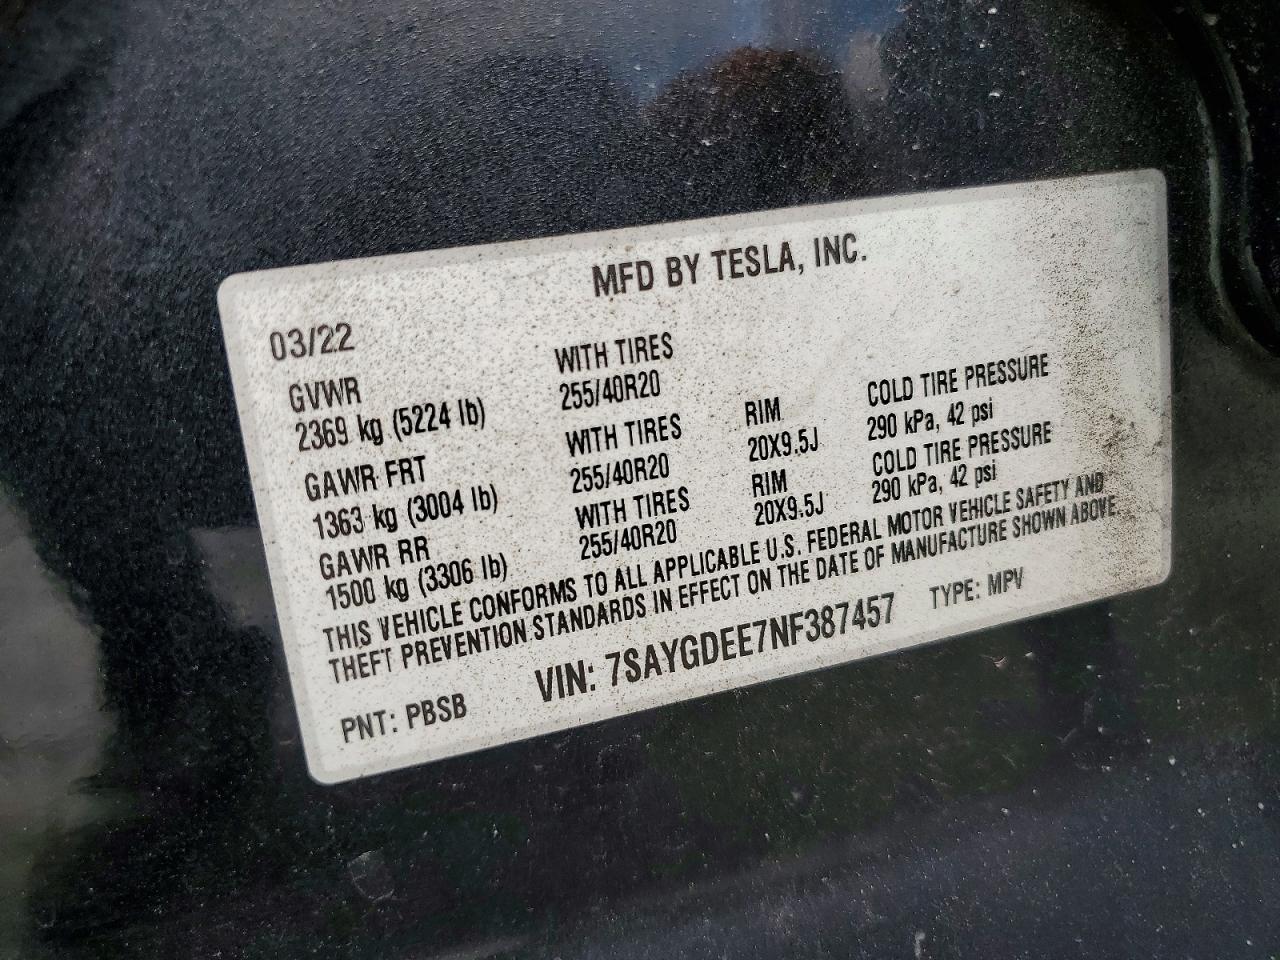 MFD BY TESLA, INC.
03/22
GVWR WITH TIRES
2369 kg (5224 lb) 255/40R20
GAWR FRT WITH TIRES RIM COLD TIRE PRESSURE
1363 kg (3004 lb) 255/40R20 20X9.5J 290 kPa, 42 psi
GAWR RR WITH TIRES RIM COLD TIRE PRESSURE
1500 kg (3306 lb) 255/40R20 20X9.5J 290 kPa, 42 psi
THIS VEHICLE CONFORMS TO ALL APPLICABLE U.S. FEDERAL MOTOR VEHICLE SAFETY AND
THEFT PREVENTION STANDARDS IN EFFECT ON THE DATE OF MANUFACTURE SHOWN ABOVE
PNT: PBSB VIN: 7SAYGDEE7NF387457 TYPE: MPV